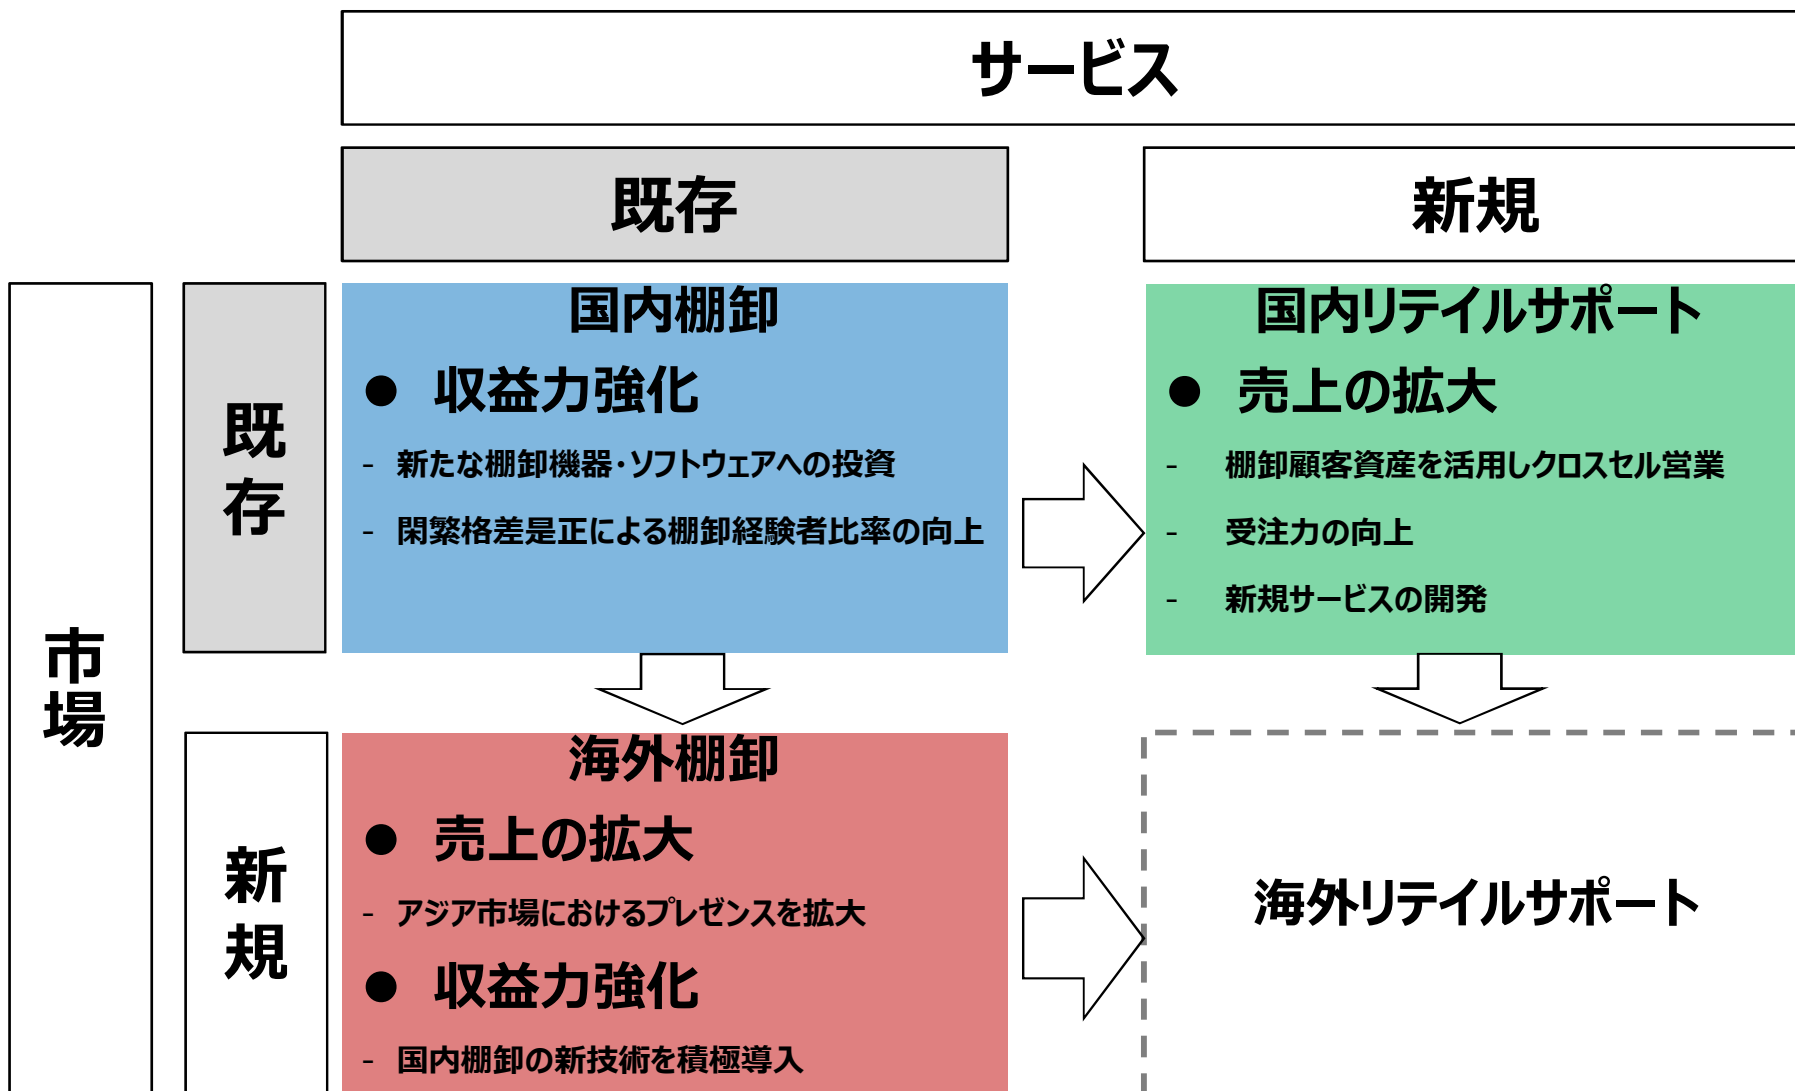 サービス
既存
新規
市場
既存
国内棚卸
● 収益力強化
- 新たな棚卸機器・ソフトウェアへの投資
- 閑繁格差是正による棚卸経験者比率の向上
国内リテイルサポート
● 売上の拡大
- 棚卸顧客資産を活用しクロスセル営業
- 受注力の向上
- 新規サービスの開発
新規
海外棚卸
● 売上の拡大
- アジア市場におけるプレゼンスを拡大
● 収益力強化
- 国内棚卸の新技術を積極導入
海外リテイルサポート